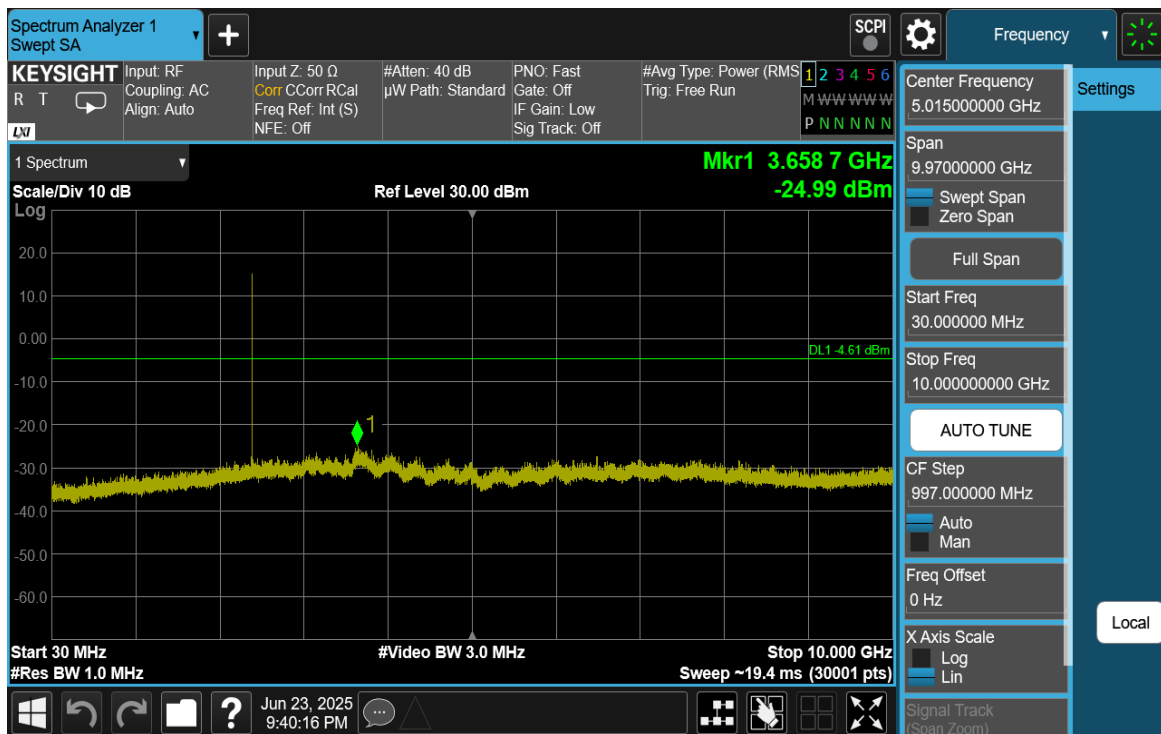 Spectrum Analyzer 1
Swept SA
SCPI
Frequency
KEYSIGHT
R T
LXI
Input: RF
Coupling: AC
Align: Auto
Input Z: 50 Ω
Corr CCorr RCal
Freq Ref: Int (S)
NFE: Off
#Atten: 40 dB
µW Path: Standard
PNO: Fast
Gate: Off
IF Gain: Low
Sig Track: Off
#Avg Type: Power (RMS
Trig: Free Run
1 2 3 4 5 6
M W W W W W
P N N N N N
1 Spectrum
Mkr1 3.658 7 GHz
-24.99 dBm
Scale/Div 10 dB
Ref Level 30.00 dBm
Log
20.0
10.0
0.00
DL1 -4.61 dBm
-10.0
-20.0
1
-30.0
-40.0
-50.0
-60.0
Start 30 MHz
#Video BW 3.0 MHz
Stop 10.000 GHz
#Res BW 1.0 MHz
Sweep ~19.4 ms (30001 pts)
Center Frequency
5.015000000 GHz
Settings
Span
9.97000000 GHz
Swept Span
Zero Span
Full Span
Start Freq
30.000000 MHz
Stop Freq
10.000000000 GHz
AUTO TUNE
CF Step
997.000000 MHz
Auto
Man
Freq Offset
0 Hz
X Axis Scale
Log
Lin
Signal Track
(Span Zoom)
Local
?
Jun 23, 2025
9:40:16 PM